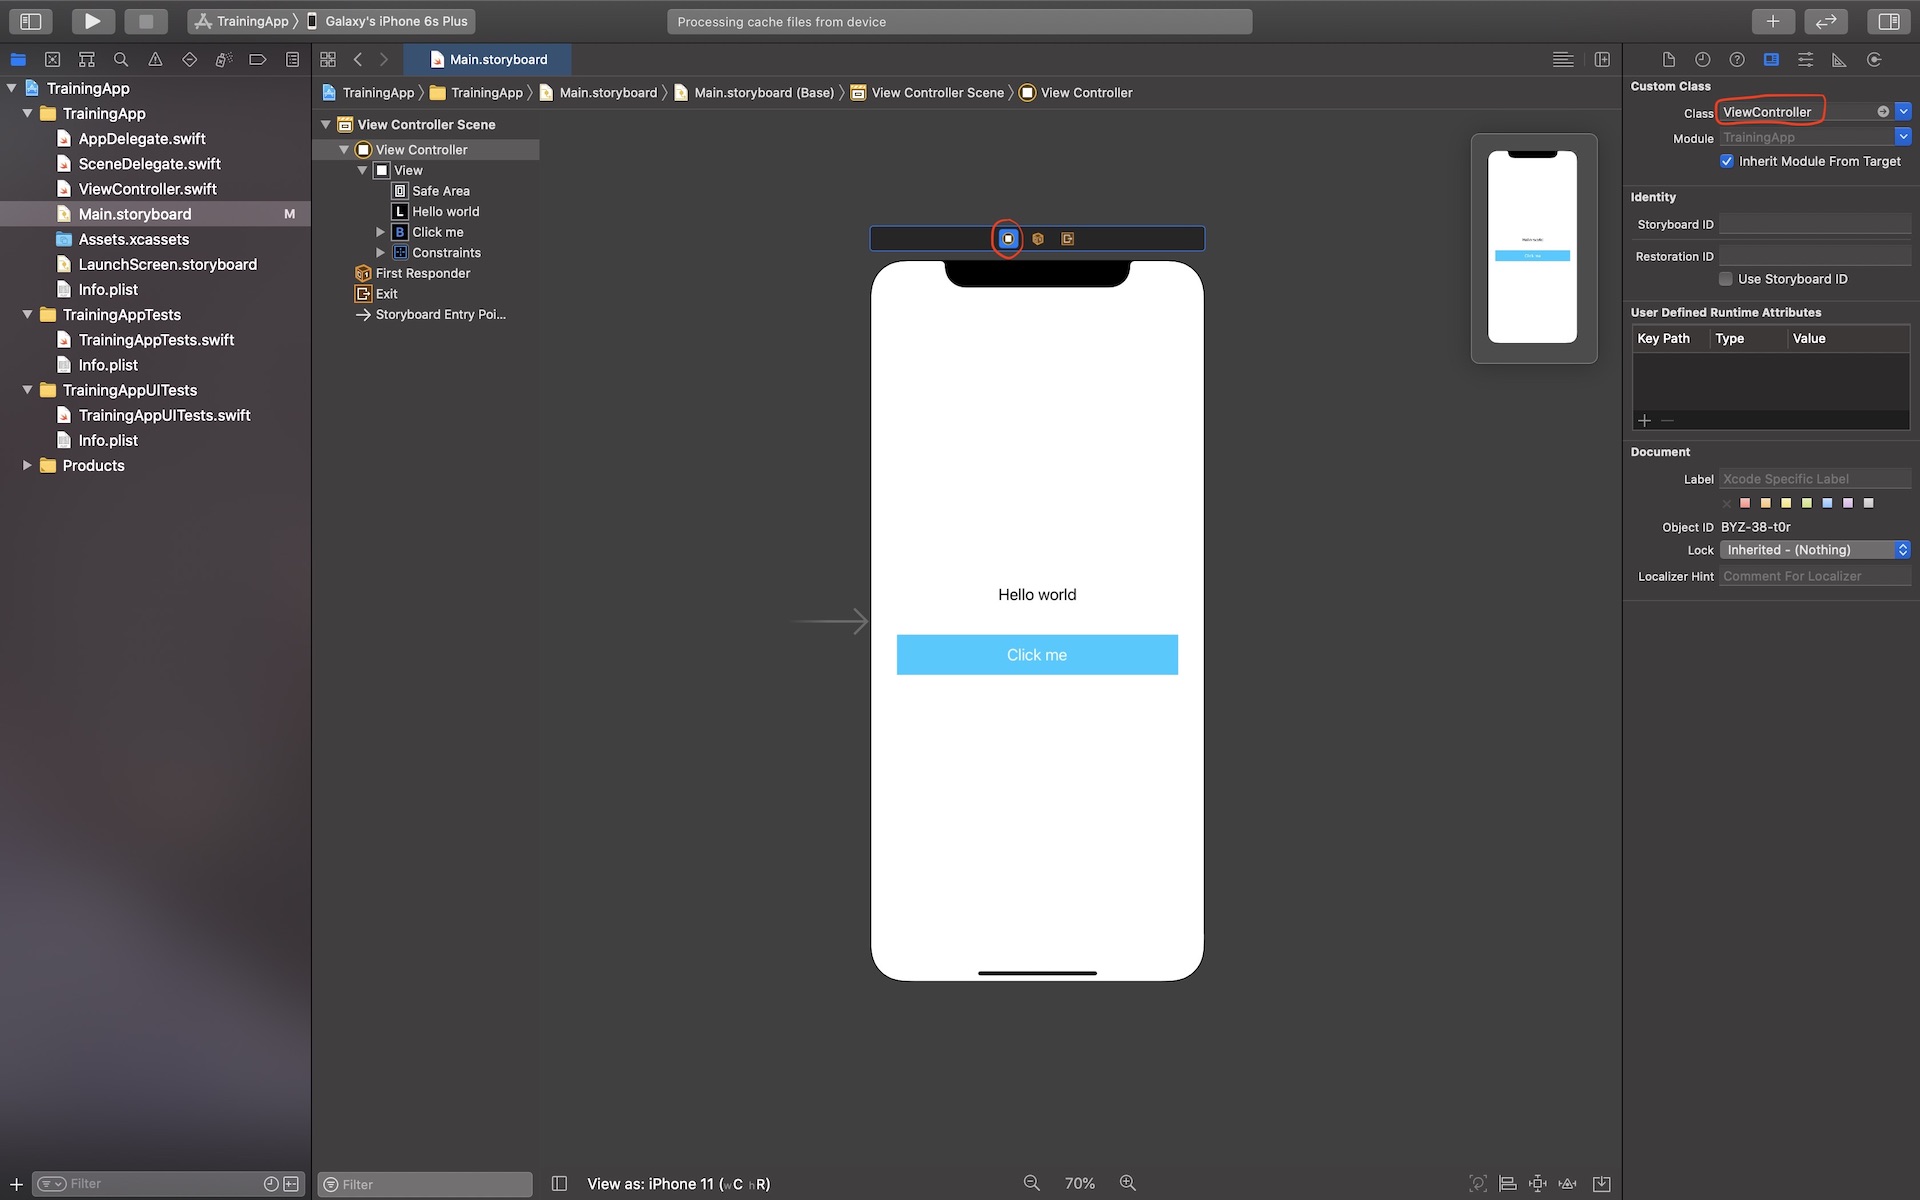 TrainingApp 〉 Galaxy's iPhone 6s Plus
Processing cache files from device
Main.storyboard
TrainingApp 〉 TrainingApp 〉 Main.storyboard 〉 Main.storyboard (Base) 〉 View Controller Scene 〉 View Controller
TrainingApp
TrainingApp
AppDelegate.swift
SceneDelegate.swift
ViewController.swift
Main.storyboard M
Assets.xcassets
LaunchScreen.storyboard
Info.plist
TrainingAppTests
TrainingAppTests.swift
Info.plist
TrainingAppUITests
TrainingAppUITests.swift
Info.plist
Products
Filter
View Controller Scene
View Controller
View
Safe Area
L Hello world
B Click me
Constraints
First Responder
Exit
Storyboard Entry Poi...
Filter
Hello world
Click me
Hello world
Click me
View as: iPhone 11 (wC hR)
70%
Custom Class
Class ViewController
Module TrainingApp
Inherit Module From Target
Identity
Storyboard ID
Restoration ID
Use Storyboard ID
User Defined Runtime Attributes
Key Path Type Value
Document
Label Xcode Specific Label
Object ID BYZ-38-t0r
Lock Inherited - (Nothing)
Localizer Hint Comment For Localizer